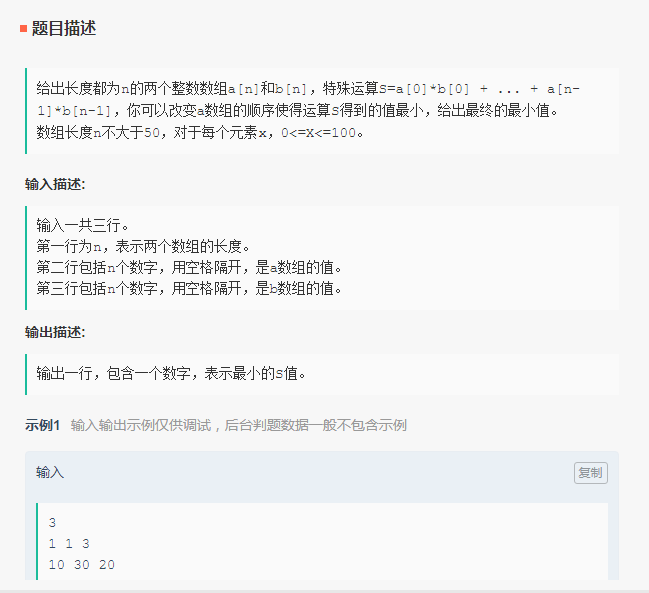 题目描述
给出长度都为n的两个整数数组a[n]和b[n]，特殊运算S=a[0]*b[0] + ... + a[n-
1]*b[n-1]，你可以改变a数组的顺序使得运算S得到的值最小，给出最终的最小值。
数组长度n不大于50，对于每个元素x，0<=X<=100。
输入描述:
输入一共三行。
第一行为n，表示两个数组的长度。
第二行包括n个数字，用空格隔开，是a数组的值。
第三行包括n个数字，用空格隔开，是b数组的值。
输出描述:
输出一行，包含一个数字，表示最小的S值。
示例1 输入输出示例仅供调试，后台判题数据一般不包含示例
输入 复制
3
1 1 3
10 30 20